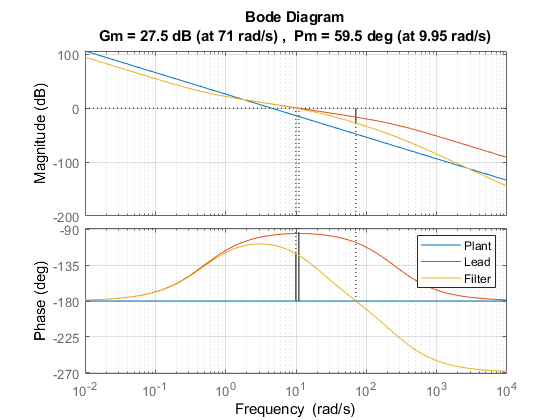 Bode Diagram
Gm = 27.5 dB (at 71 rad/s) , Pm = 59.5 deg (at 9.95 rad/s)
Magnitude (dB)
100
0
-100
-200
Phase (deg)
-90
-135
-180
-225
-270
Plant
Lead
Filter
10^-2
10^-1
10^0
10^1
10^2
10^3
10^4
Frequency (rad/s)